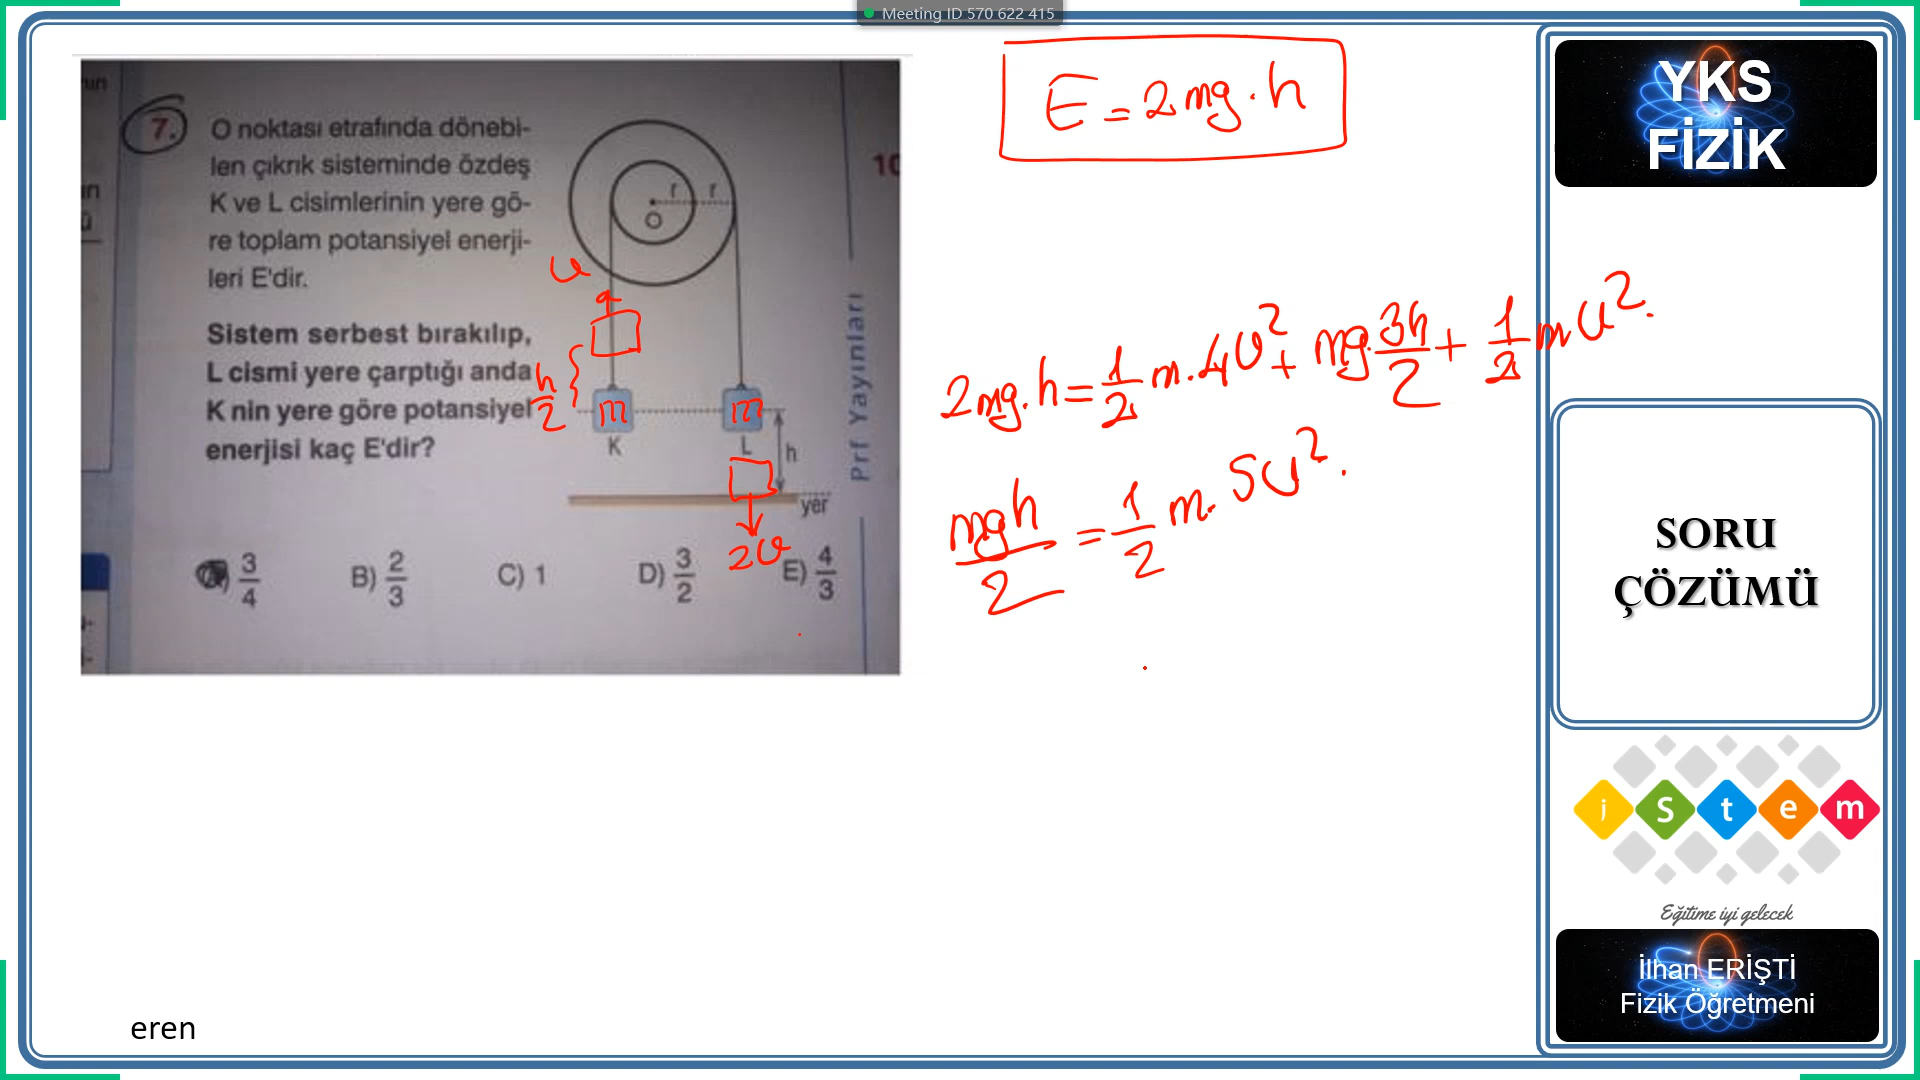 Meeting ID 570 622 415
7. O noktası etrafında dönebi-
len çıkrık sisteminde özdeş
K ve L cisimlerinin yere gö-
re toplam potansiyel enerji-
leri E'dir.
Sistem serbest bırakılıp,
L cismi yere çarptığı anda
K nin yere göre potansiyel
enerjisi kaç E'dir?
r r
O
υ
h/2
m m
K L
h
yer
2υ
3/4 B) 2/3 C) 1 D) 3/2 E) 4/3
10
Prf Yayınları
E = 2mg.h
2mg.h = 1/2 m.4υ² + mg.3h/2 + 1/2 mυ².
mgh/2 = 1/2 m.5υ².
YKS
FİZİK
SORU
ÇÖZÜMÜ
i S t e m
Eğitime iyi gelecek
İlhan ERİŞTİ
Fizik Öğretmeni
eren